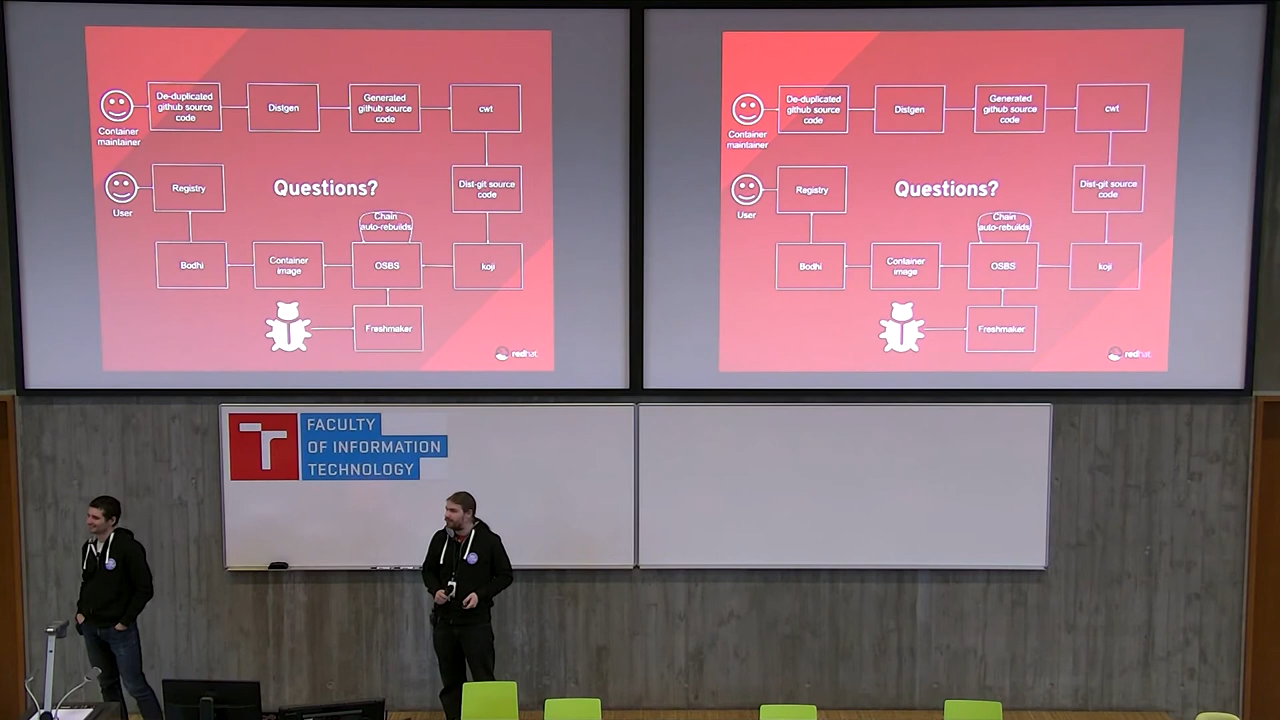 De-duplicated
github source
code
Distgen
Generated
github source
code
cwt
Container
maintainer
Registry
Questions?
Dist-git source
code
User
Chain
auto-rebuilds
Bodhi
Container
image
OSBS
koji
Freshmaker
redhat.
De-duplicated
github source
code
Distgen
Generated
github source
code
cwt
Container
maintainer
Registry
Questions?
Dist-git source
code
User
Chain
auto-rebuilds
Bodhi
Container
image
OSBS
koji
Freshmaker
redhat.
FACULTY
OF INFORMATION
TECHNOLOGY